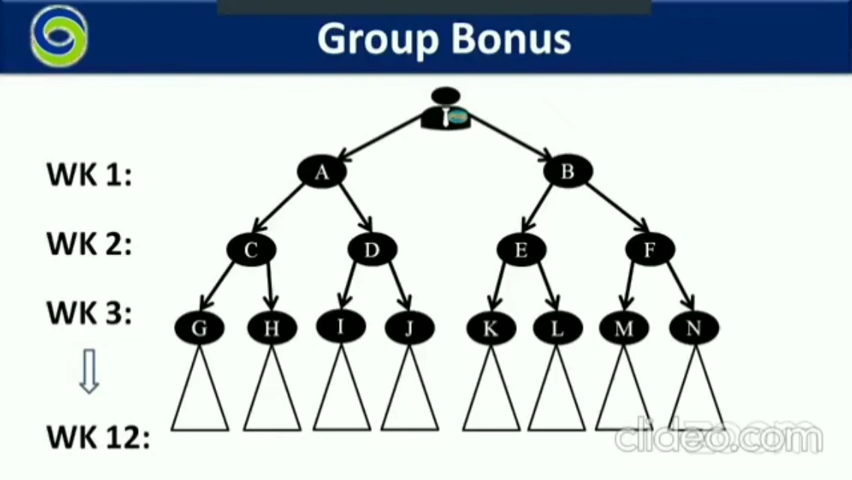 Group Bonus
WK 1:
A B
WK 2:
C D E F
WK 3:
G H I J K L M N
WK 12:
clideo.com